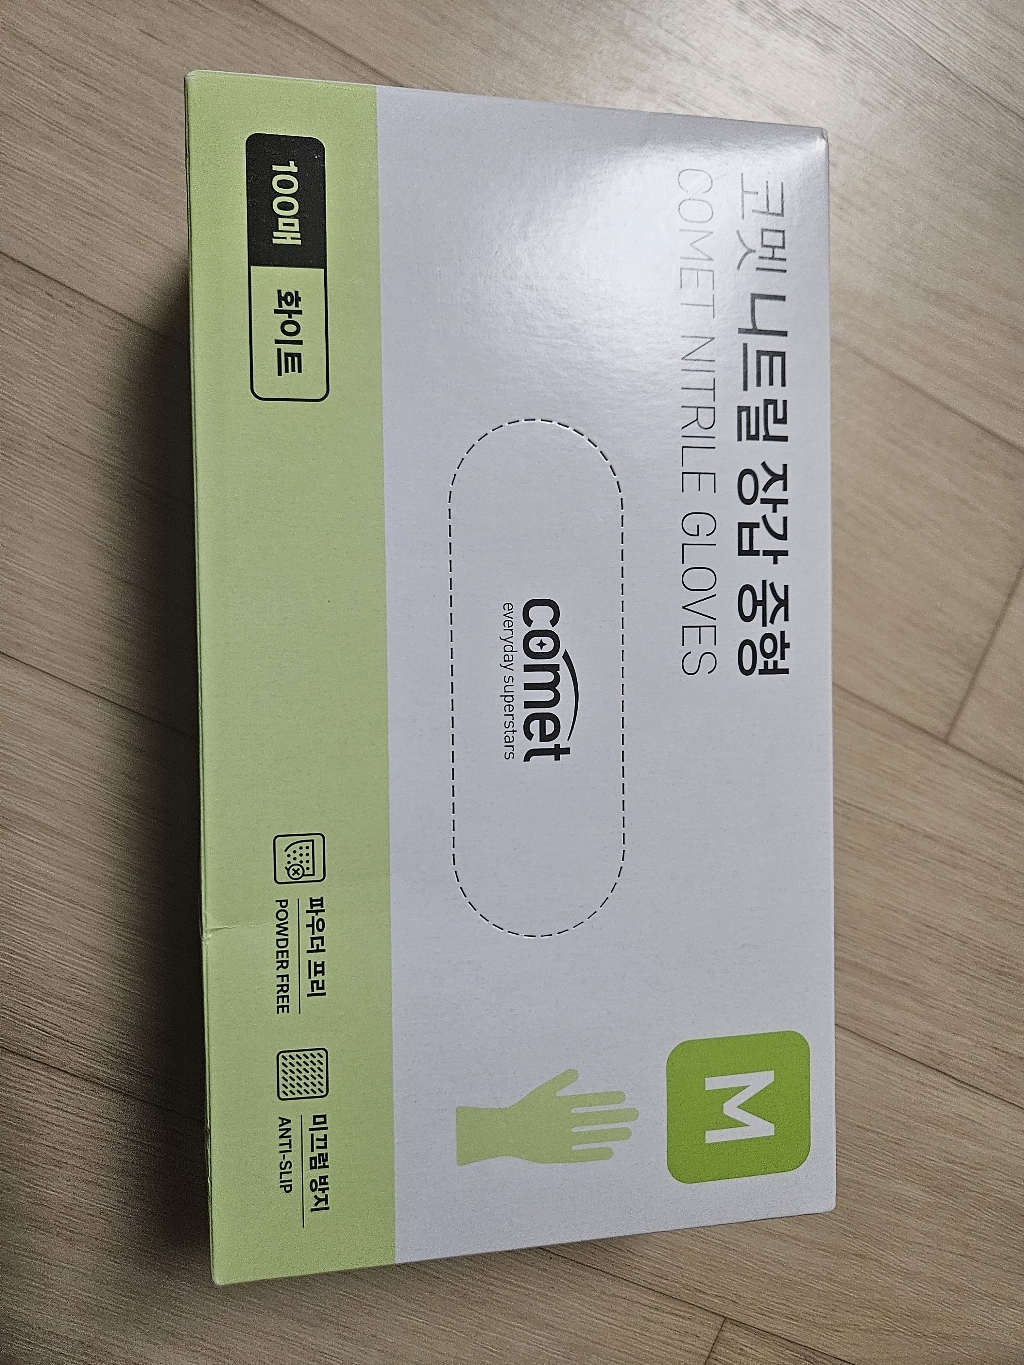 코멧 니트릴 장갑 중형
COMET NITRILE GLOVES
M
comet
everyday superstars
100매 화이트
파우더 프리
POWDER FREE
미끄럼 방지
ANTI-SLIP